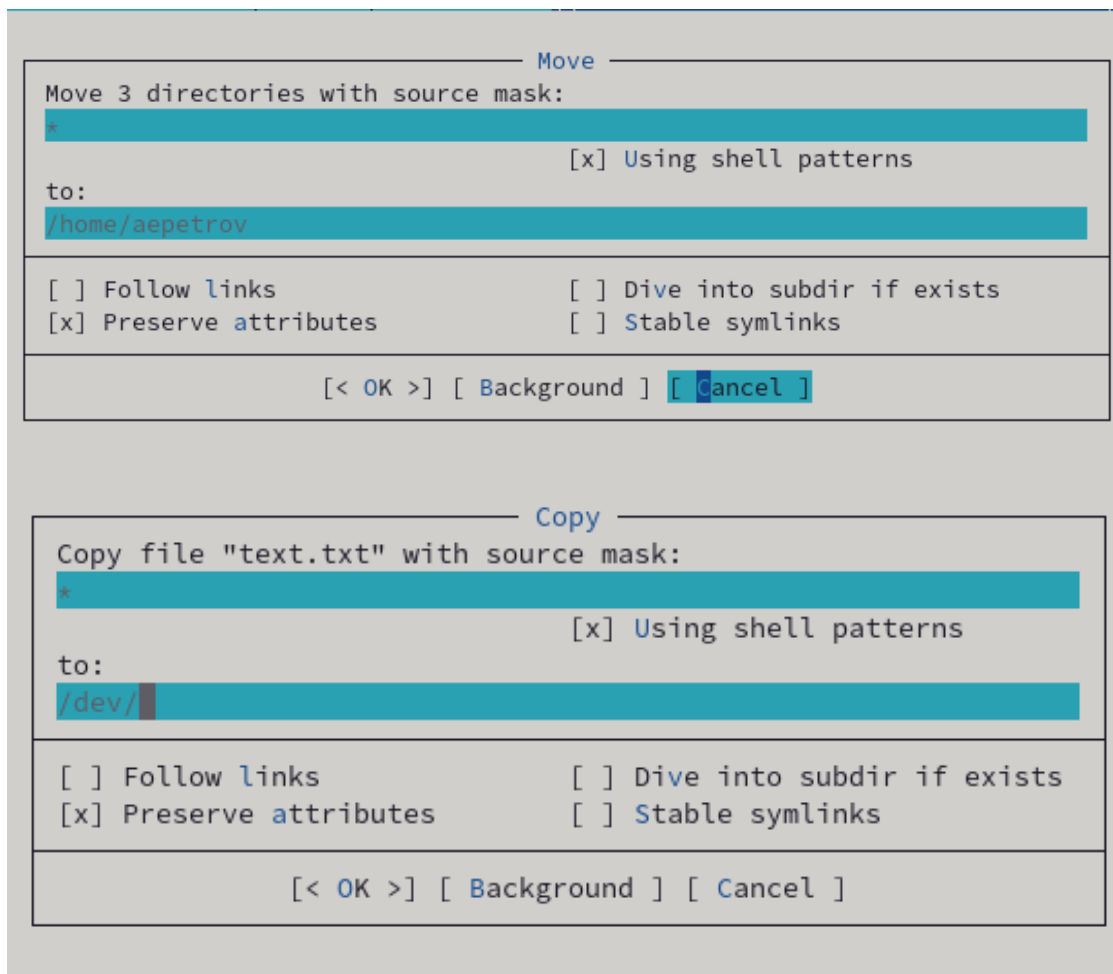 Move
Move 3 directories with source mask:
*
[x] Using shell patterns
to:
/home/aepetrov
[ ] Follow links [ ] Dive into subdir if exists
[x] Preserve attributes [ ] Stable symlinks
[< OK >] [ Background ] [ Cancel ]
Copy
Copy file "text.txt" with source mask:
*
[x] Using shell patterns
to:
/dev/
[ ] Follow links [ ] Dive into subdir if exists
[x] Preserve attributes [ ] Stable symlinks
[< OK >] [ Background ] [ Cancel ]